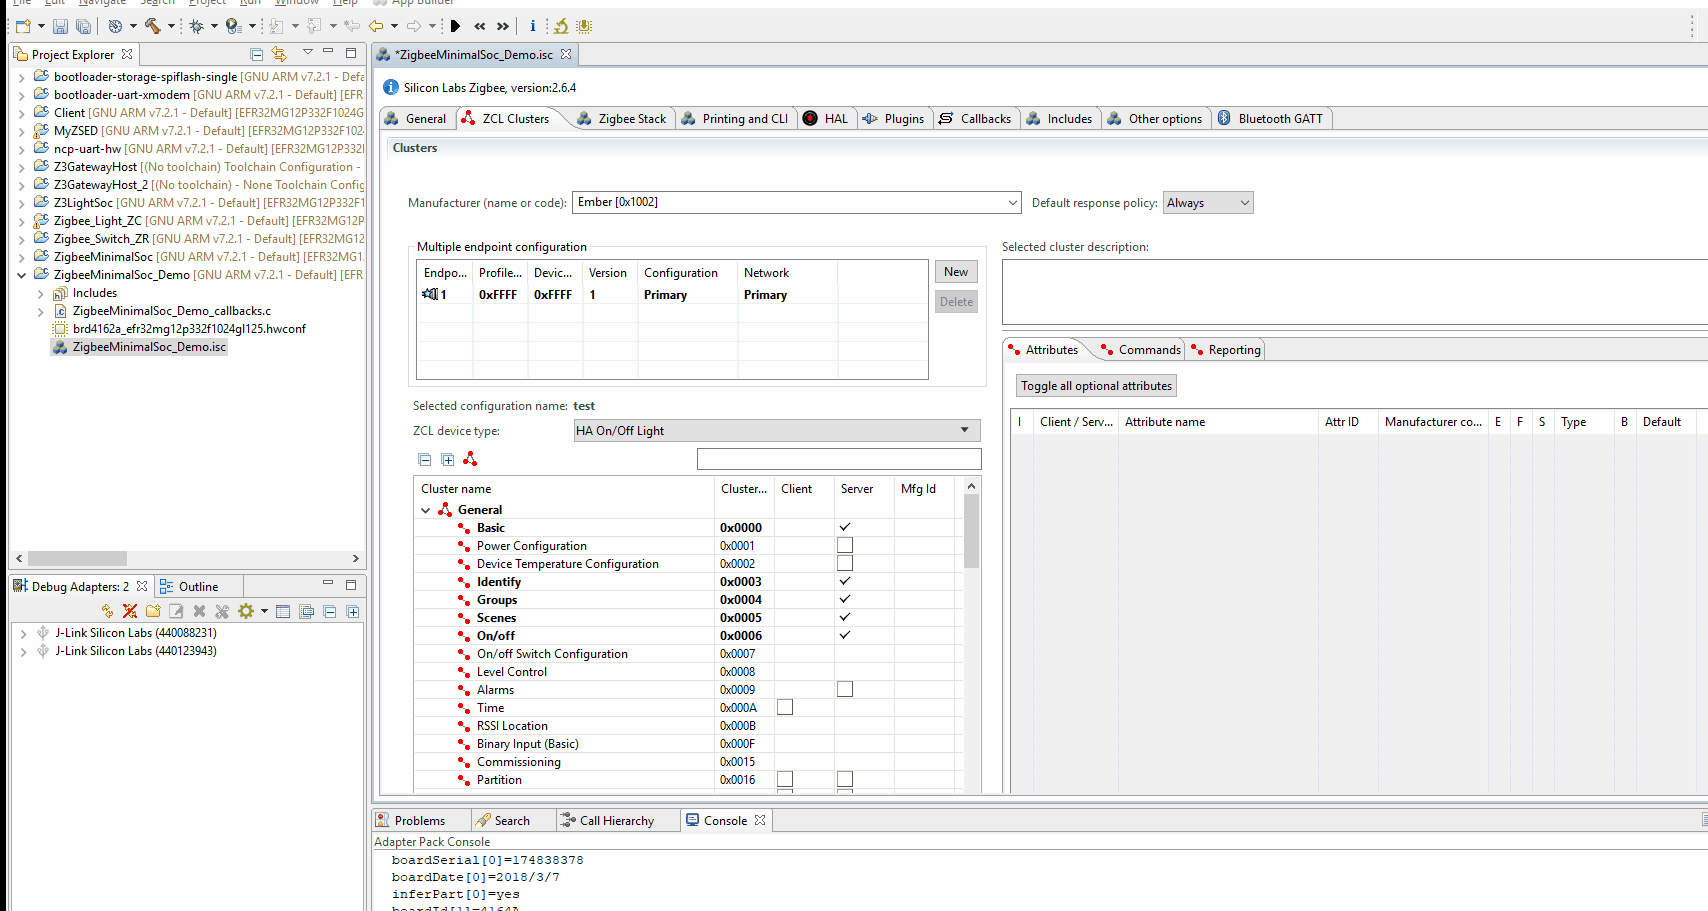 File Edit Navigate Search Project Run Window Help App Builder
Project Explorer
bootloader-storage-spiflash-single [GNU ARM v7.2.1 - Defa
bootloader-uart-xmodem [GNU ARM v7.2.1 - Default] [EFR
Client [GNU ARM v7.2.1 - Default] [EFR32MG12P332F1024G
MyZSED [GNU ARM v7.2.1 - Default] [EFR32MG12P332F102
ncp-uart-hw [GNU ARM v7.2.1 - Default] [EFR32MG12P332
Z3GatewayHost [(No toolchain) Toolchain Configuration -
Z3GatewayHost_2 [(No toolchain) - None Toolchain Config
Z3LightSoc [GNU ARM v7.2.1 - Default] [EFR32MG12P332F1
Zigbee_Light_ZC [GNU ARM v7.2.1 - Default] [EFR32MG12P
Zigbee_Switch_ZR [GNU ARM v7.2.1 - Default] [EFR32MG12
ZigbeeMinimalSoc [GNU ARM v7.2.1 - Default] [EFR32MG1
ZigbeeMinimalSoc_Demo [GNU ARM v7.2.1 - Default] [EFR
Includes
ZigbeeMinimalSoc_Demo_callbacks.c
brd4162a_efr32mg12p332f1024gl125.hwconf
ZigbeeMinimalSoc_Demo.isc
Debug Adapters: 2 Outline
J-Link Silicon Labs (440088231)
J-Link Silicon Labs (440123943)
*ZigbeeMinimalSoc_Demo.isc
Silicon Labs Zigbee, version:2.6.4
General ZCL Clusters Zigbee Stack Printing and CLI HAL Plugins Callbacks Includes Other options Bluetooth GATT
Clusters
Manufacturer (name or code): Ember [0x1002] Default response policy: Always
Multiple endpoint configuration
Endpo... Profile... Devic... Version Configuration Network
1 0xFFFF 0xFFFF 1 Primary Primary
New
Delete
Selected configuration name: test
ZCL device type: HA On/Off Light
Cluster name Cluster... Client Server Mfg Id
General
Basic 0x0000
Power Configuration 0x0001
Device Temperature Configuration 0x0002
Identify 0x0003
Groups 0x0004
Scenes 0x0005
On/off 0x0006
On/off Switch Configuration 0x0007
Level Control 0x0008
Alarms 0x0009
Time 0x000A
RSSI Location 0x000B
Binary Input (Basic) 0x000F
Commissioning 0x0015
Partition 0x0016
Selected cluster description:
Attributes Commands Reporting
Toggle all optional attributes
I Client / Serv... Attribute name Attr ID Manufacturer co... E F S Type B Default
Problems Search Call Hierarchy Console
Adapter Pack Console
boardSerial[0]=174838378
boardDate[0]=2018/3/7
inferPart[0]=yes
boardId[1]=4164A